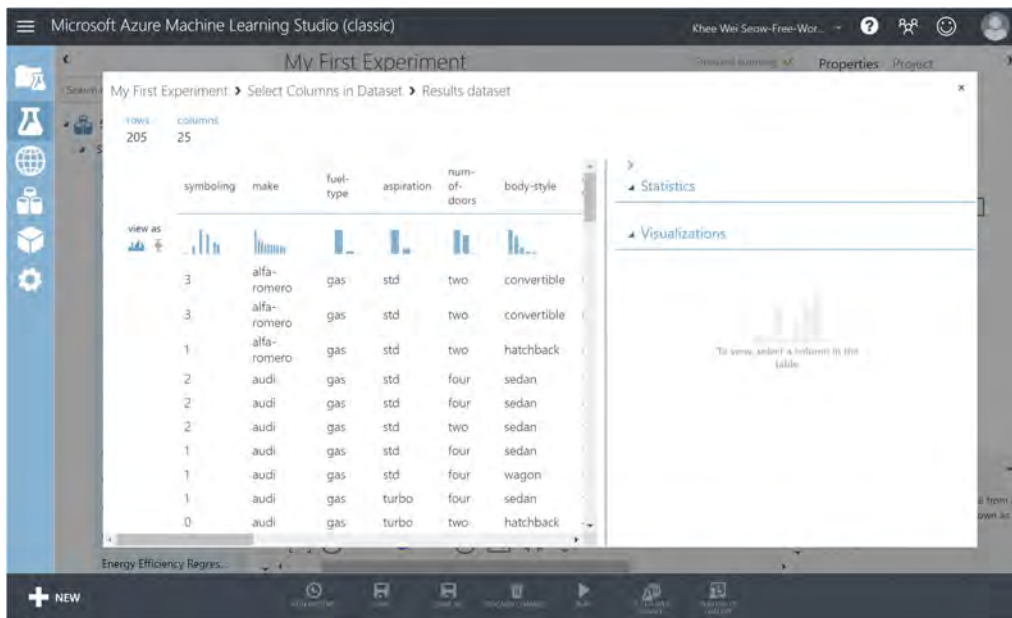 Microsoft Azure Machine Learning Studio (classic)
Khee Wei Seow-Free-Wor...
?
My First Experiment
Properties Project
My First Experiment > Select Columns in Dataset > Results dataset
x
rows columns
205 25
symboling make fuel-type aspiration num-of-doors body-style
view as
3 alfa-romero gas std two convertible
3 alfa-romero gas std two convertible
1 alfa-romero gas std two hatchback
2 audi gas std four sedan
2 audi gas std four sedan
2 audi gas std two sedan
1 audi gas std four sedan
1 audi gas std four wagon
1 audi gas turbo four sedan
0 audi gas turbo two hatchback
Statistics
Visualizations
To view, select a column in the
table.
Energy Efficiency Regres...
NEW